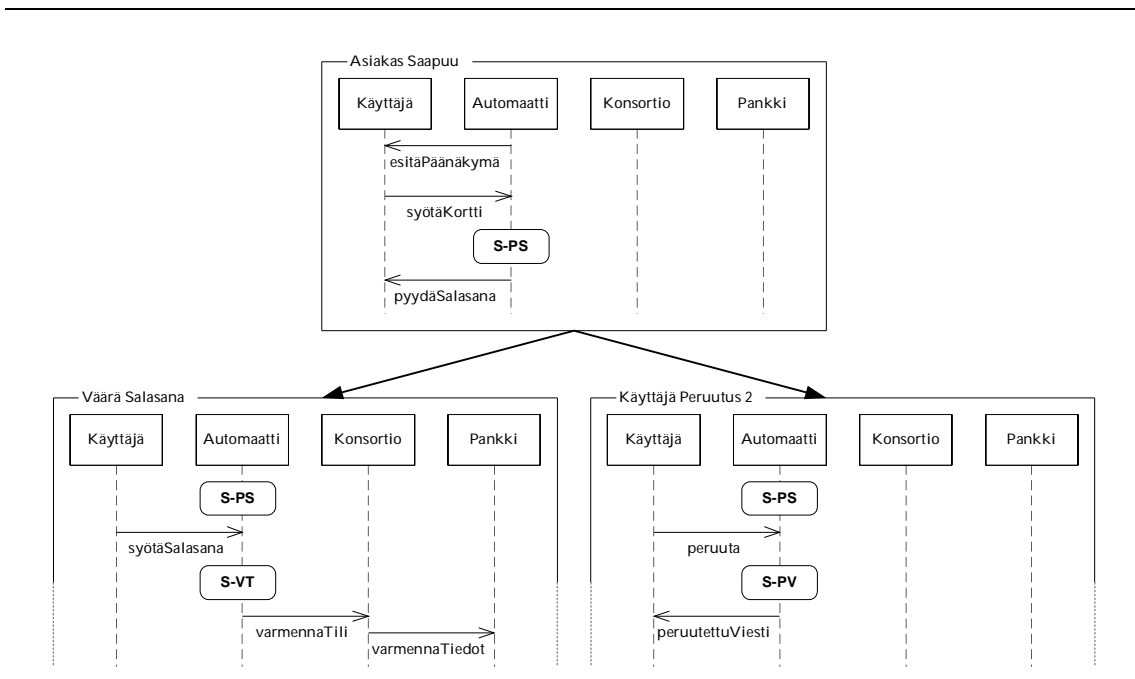 Asiakas Saapuu
Käyttäjä Automaatti Konsortio Pankki
esitäPäänäkymä
syötäKortti
S-PS
pyydäSalasana
Väärä Salasana
Käyttäjä Automaatti Konsortio Pankki
S-PS
syötäSalasana
S-VT
varmennaTili
varmennaTiedot
Käyttäjä Peruutus 2
Käyttäjä Automaatti Konsortio Pankki
S-PS
peruuta
S-PV
peruutettuViesti